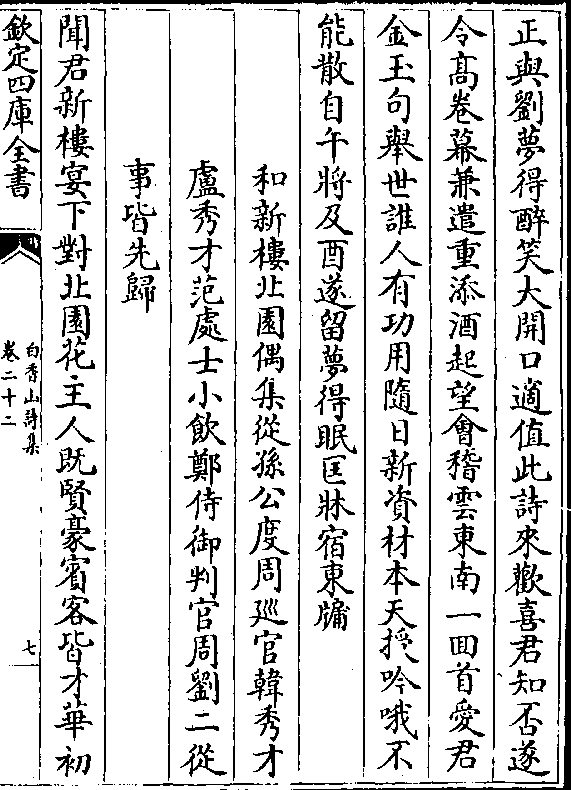 正與劉夢得醉笑大開口適值此詩來歡喜君知否遂
令高卷幕兼遣重添酒起望會稽雲東南一囬首愛君
金玉句舉世誰人有功用隨日新資材本天授吟哦不
能散自午將及酉遂留夢得眠匡牀宿東牖
和新樓北園偶集從孫公度周廵官韓秀才
盧秀才范處士小飲鄭侍御判官周劉二從
事皆先歸
聞君新樓宴下對北園花主人既賢豪賓客皆才華初
欽定四庫全書
白香山詩集
卷二十二
七